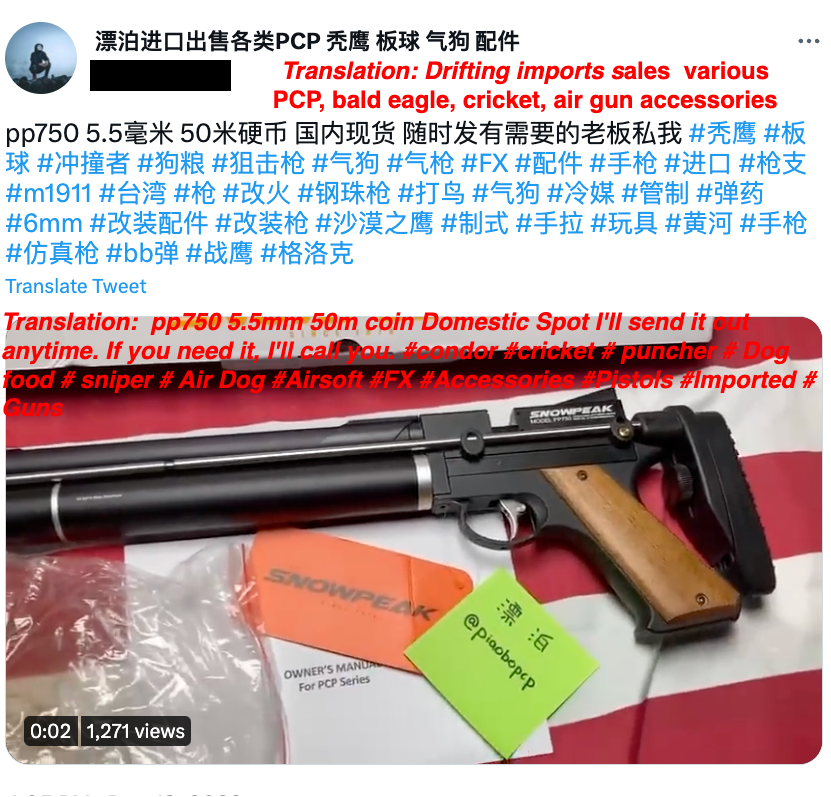 漂泊进口出售各类PCP 秃鹰 板球 气狗 配件
Translation: Drifting imports sales various
PCP, bald eagle, cricket, air gun accessories
pp750 5.5毫米 50米硬币 国内现货 随时发有需要的老板私我 #秃鹰 #板
球 #冲撞者 #狗粮 #狙击枪 #气狗 #气枪 #FX #配件 #手枪 #进口 #枪支
#m1911 #台湾 #枪 #改火 #钢珠枪 #打鸟 #气狗 #冷媒 #管制 #弹药
#6mm #改装配件 #改装枪 #沙漠之鹰 #制式 #手拉 #玩具 #黄河 #手枪
#仿真枪 #bb弹 #战鹰 #格洛克
Translate Tweet
Translation: pp750 5.5mm 50m coin Domestic Spot I'll send it out
anytime. If you need it, I'll call you. #condor #cricket # puncher # Dog
food # sniper # Air Dog #Airsoft #FX #Accessories #Pistols #Imported #
Guns
SNOWPEAK
SNOWPEAK
OWNER'S MANUAL
For PCP Series
漂泊
@piaobopcp
0:02 1,271 views